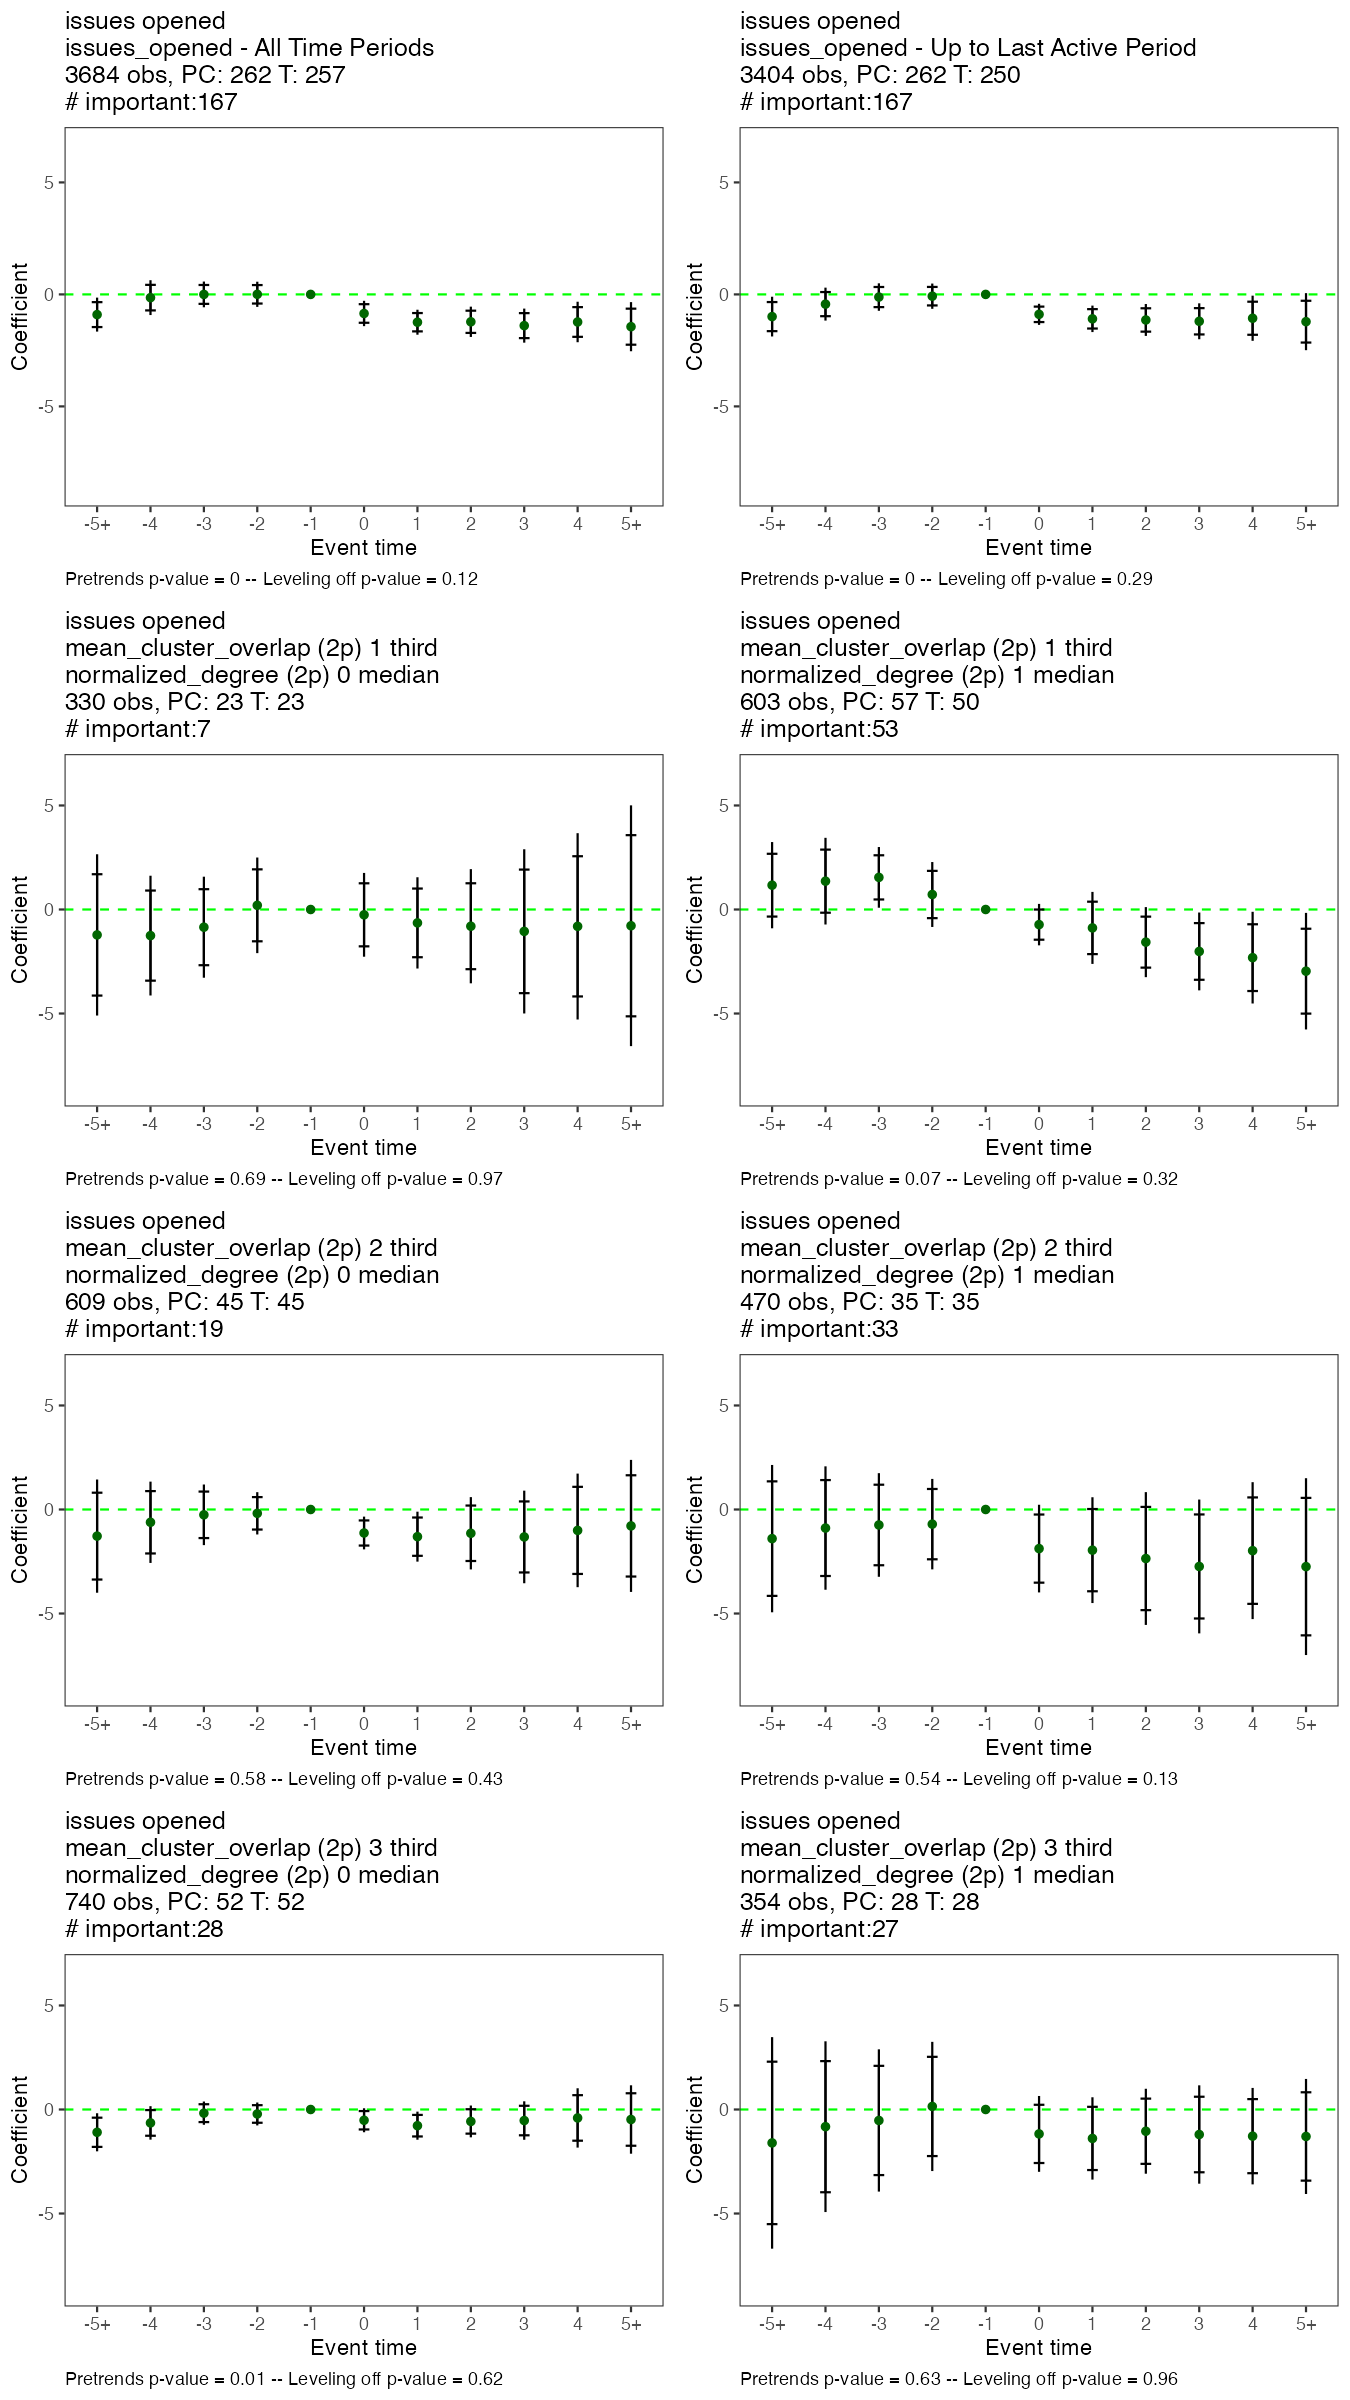 issues opened
issues_opened - All Time Periods
3684 obs, PC: 262 T: 257
# important:167
5
0
-5
Coefficient
-5+ -4 -3 -2 -1 0 1 2 3 4 5+
Event time
Pretrends p-value = 0 -- Leveling off p-value = 0.12
issues opened
issues_opened - Up to Last Active Period
3404 obs, PC: 262 T: 250
# important:167
5
0
-5
Coefficient
-5+ -4 -3 -2 -1 0 1 2 3 4 5+
Event time
Pretrends p-value = 0 -- Leveling off p-value = 0.29
issues opened
mean_cluster_overlap (2p) 1 third
normalized_degree (2p) 0 median
330 obs, PC: 23 T: 23
# important:7
5
0
-5
Coefficient
-5+ -4 -3 -2 -1 0 1 2 3 4 5+
Event time
Pretrends p-value = 0.69 -- Leveling off p-value = 0.97
issues opened
mean_cluster_overlap (2p) 1 third
normalized_degree (2p) 1 median
603 obs, PC: 57 T: 50
# important:53
5
0
-5
Coefficient
-5+ -4 -3 -2 -1 0 1 2 3 4 5+
Event time
Pretrends p-value = 0.07 -- Leveling off p-value = 0.32
issues opened
mean_cluster_overlap (2p) 2 third
normalized_degree (2p) 0 median
609 obs, PC: 45 T: 45
# important:19
5
0
-5
Coefficient
-5+ -4 -3 -2 -1 0 1 2 3 4 5+
Event time
Pretrends p-value = 0.58 -- Leveling off p-value = 0.43
issues opened
mean_cluster_overlap (2p) 2 third
normalized_degree (2p) 1 median
470 obs, PC: 35 T: 35
# important:33
5
0
-5
Coefficient
-5+ -4 -3 -2 -1 0 1 2 3 4 5+
Event time
Pretrends p-value = 0.54 -- Leveling off p-value = 0.13
issues opened
mean_cluster_overlap (2p) 3 third
normalized_degree (2p) 0 median
740 obs, PC: 52 T: 52
# important:28
5
0
-5
Coefficient
-5+ -4 -3 -2 -1 0 1 2 3 4 5+
Event time
Pretrends p-value = 0.01 -- Leveling off p-value = 0.62
issues opened
mean_cluster_overlap (2p) 3 third
normalized_degree (2p) 1 median
354 obs, PC: 28 T: 28
# important:27
5
0
-5
Coefficient
-5+ -4 -3 -2 -1 0 1 2 3 4 5+
Event time
Pretrends p-value = 0.63 -- Leveling off p-value = 0.96